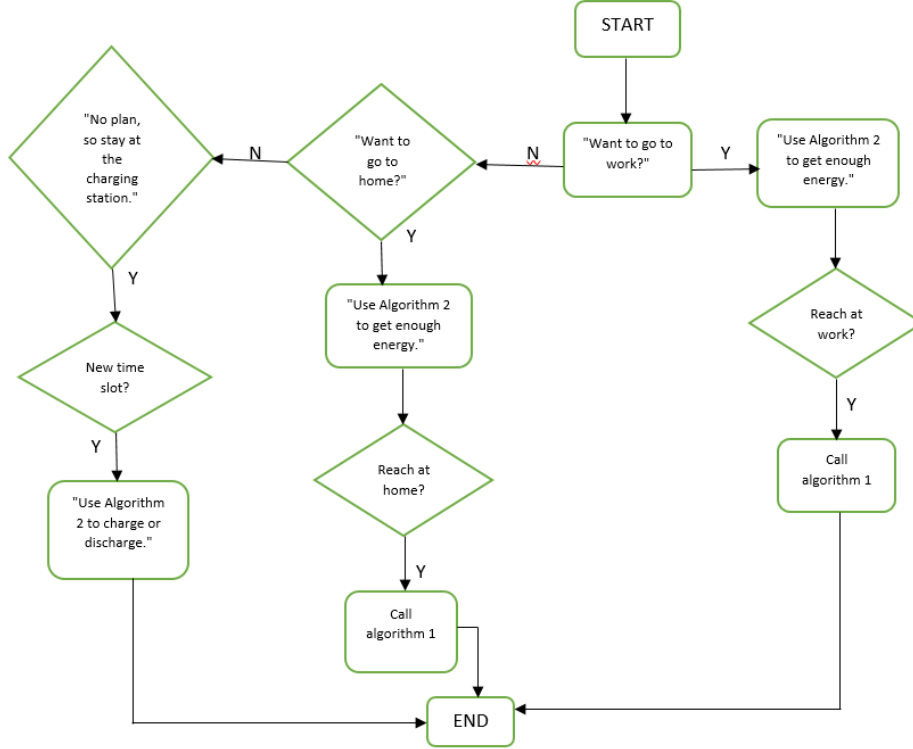 START
"No plan,
so stay at
the
charging
station."
N
"Want to
go to
home?"
N
"Want to go to
work?"
Y
"Use Algorithm 2
to get enough
energy."
Y
Y
"Use Algorithm 2
to get enough
energy."
Reach at
work?
New time
slot?
Y
Y
Reach at
home?
Call
algorithm 1
"Use Algorithm
2 to charge or
discharge."
Y
Call
algorithm 1
END